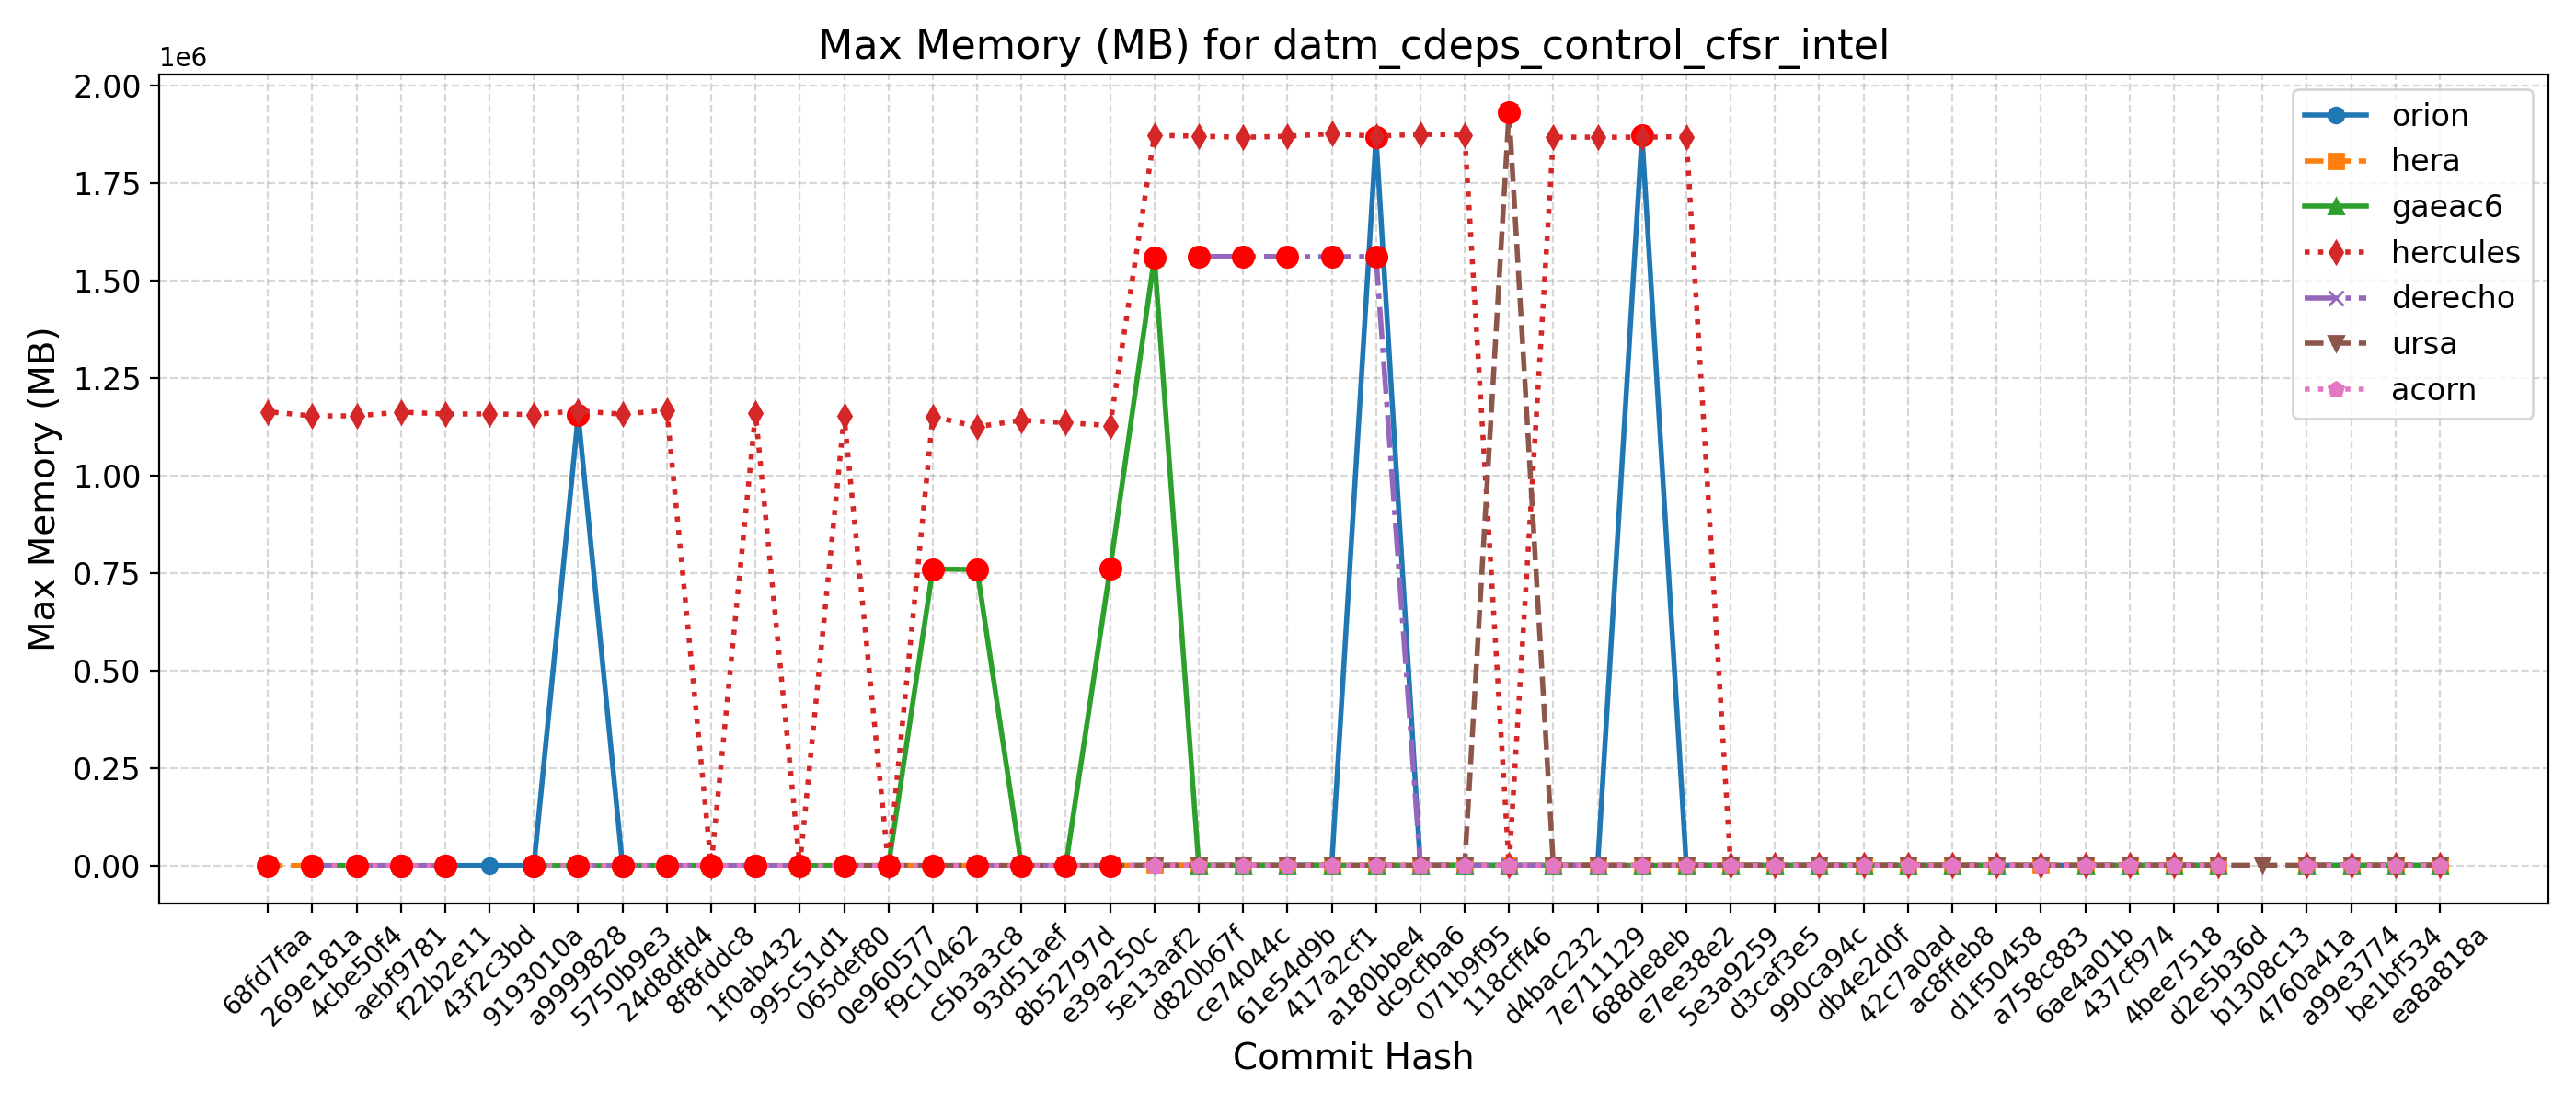 Max Memory (MB) for datm_cdeps_control_cfsr_intel
1e6
2.00
1.75
1.50
1.25
1.00
0.75
0.50
0.25
0.00
Max Memory (MB)
orion
hera
gaeac6
hercules
derecho
ursa
acorn
68fd7faa
269e181a
4cbe50f4
aebf9781
f22b2e11
43f2c3bd
9193010a
a9999828
5750b9e3
24d8dfd4
8f8fddc8
1f0ab432
995c51d1
065def80
0e960577
f9c10462
c5b3a3c8
93d51aef
8b52797d
e39a250c
5e13aaf2
d820b67f
ce74044c
61e54d9b
417a2cf1
a180bbe4
dc9cfba6
071b9f95
118cff46
d4bac232
7e711129
688de8eb
e7ee38e2
5e3a9259
d3caf3e5
990ca94c
db4e2d0f
42c7a0ad
ac8ffeb8
d1f50458
a758c883
6ae4a01b
437cf974
4bee7518
d2e5b36d
b1308c13
4760a41a
a99e3774
be1bf534
ea8a818a
Commit Hash